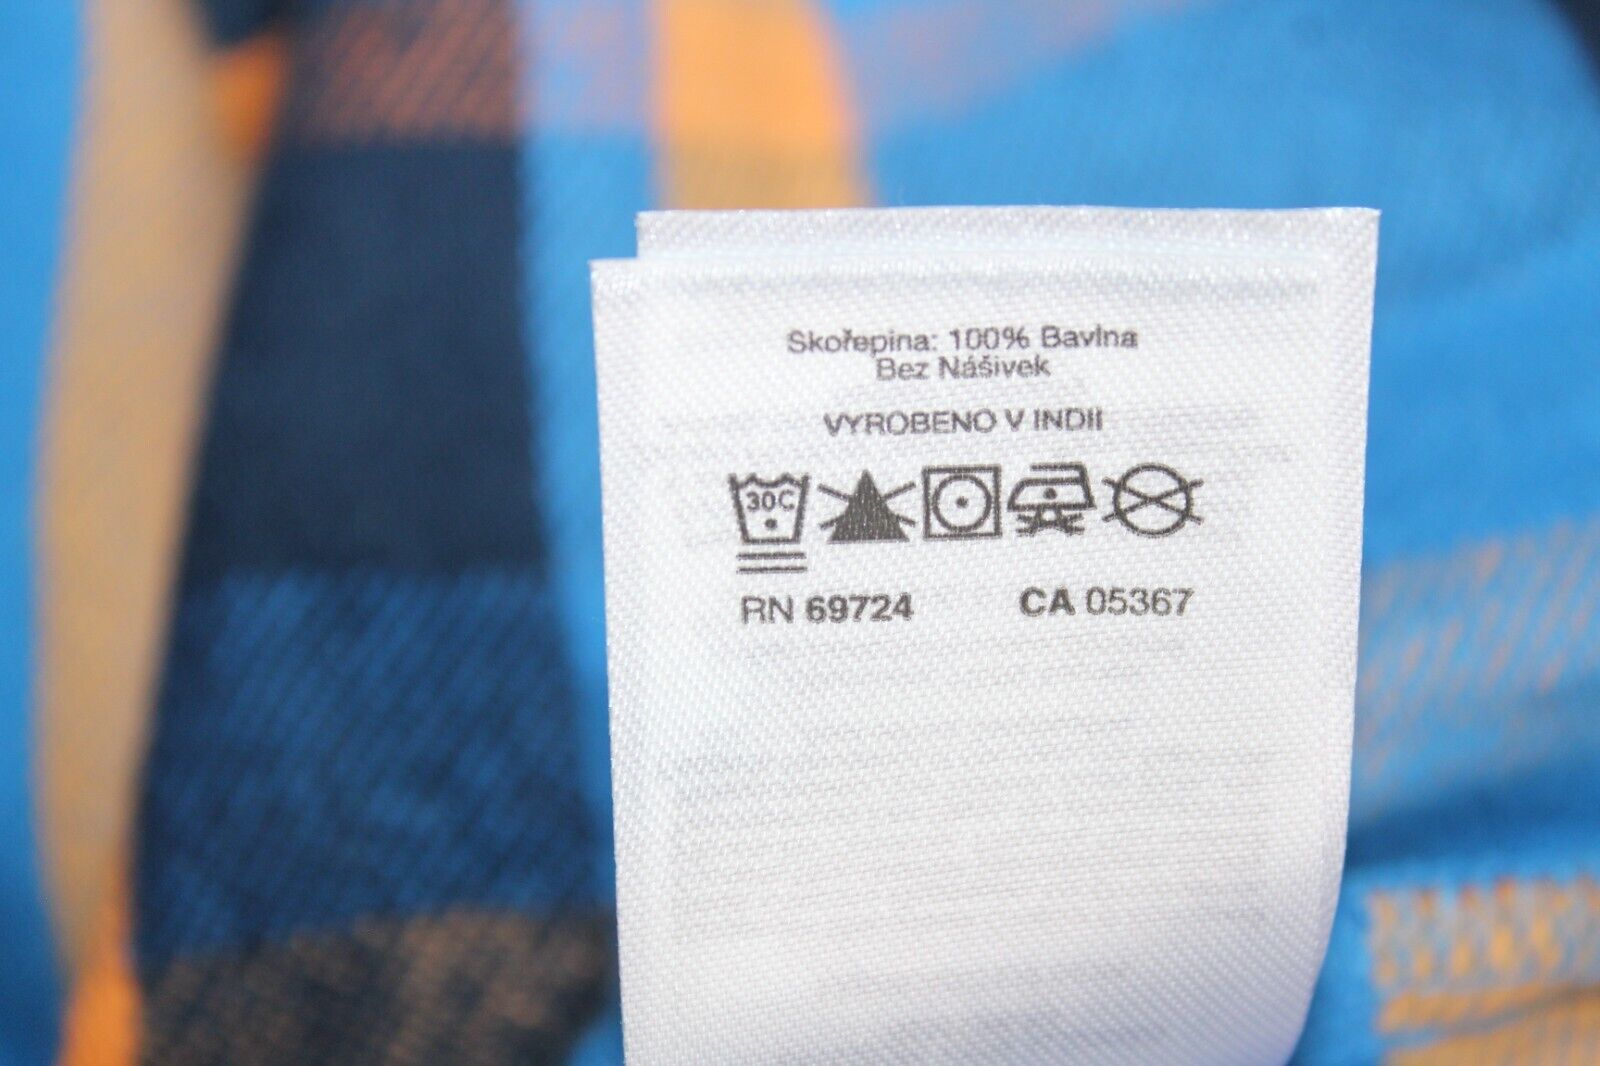 Skořepina: 100% Bavlna
Bez Nášivek
VYROBENO V INDII
30C
RN 69724 CA 05367